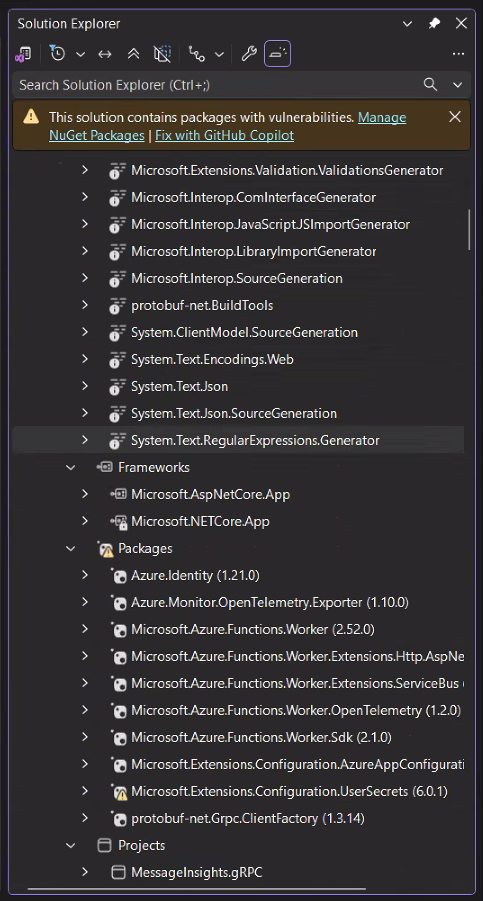 Solution Explorer
Search Solution Explorer (Ctrl+;)
This solution contains packages with vulnerabilities. Manage
NuGet Packages | Fix with GitHub Copilot
Microsoft.Extensions.Validation.ValidationsGenerator
Microsoft.Interop.ComInterfaceGenerator
Microsoft.Interop.JavaScript.JSImportGenerator
Microsoft.Interop.LibraryImportGenerator
Microsoft.Interop.SourceGeneration
protobuf-net.BuildTools
System.ClientModel.SourceGeneration
System.Text.Encodings.Web
System.Text.Json
System.Text.Json.SourceGeneration
System.Text.RegularExpressions.Generator
Frameworks
Microsoft.AspNetCore.App
Microsoft.NETCore.App
Packages
Azure.Identity (1.21.0)
Azure.Monitor.OpenTelemetry.Exporter (1.10.0)
Microsoft.Azure.Functions.Worker (2.52.0)
Microsoft.Azure.Functions.Worker.Extensions.Http.AspNe
Microsoft.Azure.Functions.Worker.Extensions.ServiceBus (
Microsoft.Azure.Functions.Worker.OpenTelemetry (1.2.0)
Microsoft.Azure.Functions.Worker.Sdk (2.1.0)
Microsoft.Extensions.Configuration.AzureAppConfigurati
Microsoft.Extensions.Configuration.UserSecrets (6.0.1)
protobuf-net.Grpc.ClientFactory (1.3.14)
Projects
MessageInsights.gRPC